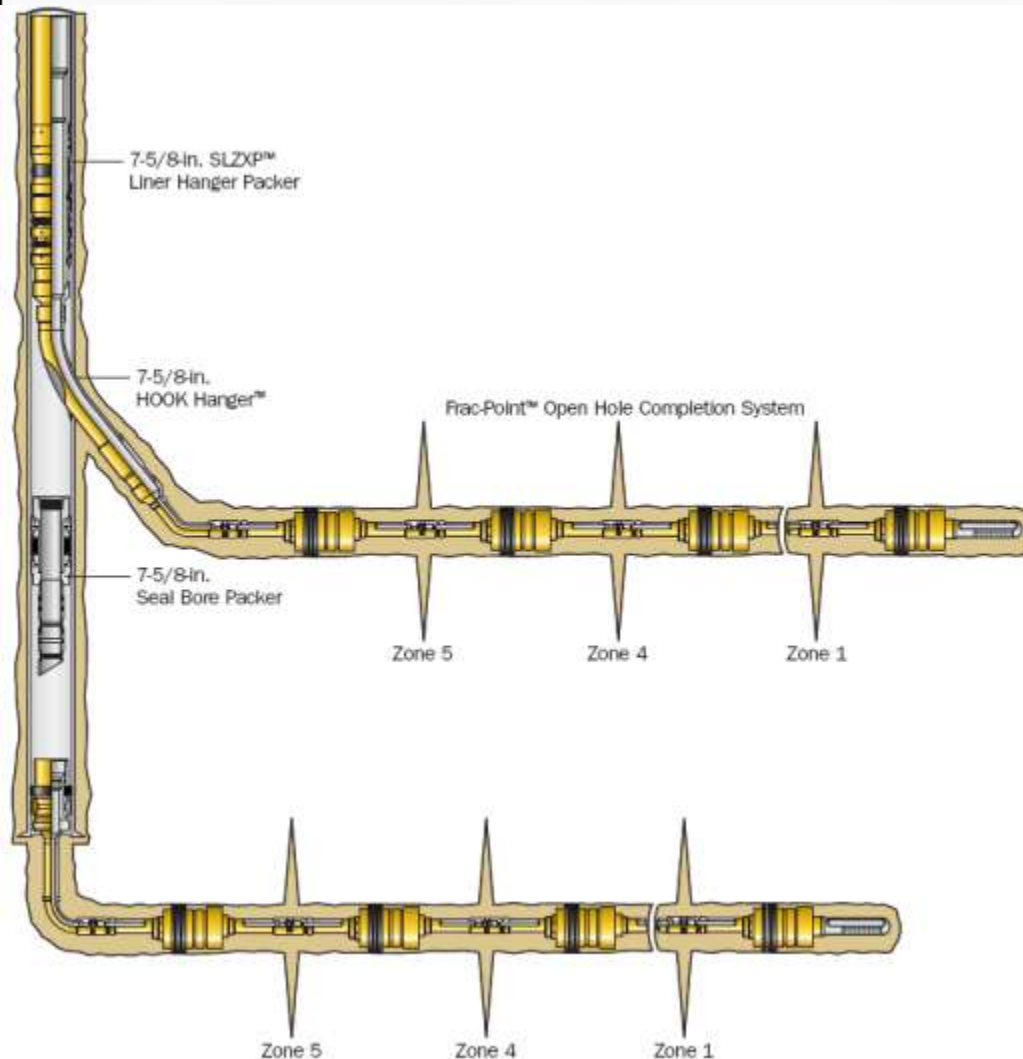 7-5/8-in. SLZXP™
Liner Hanger Packer
7-5/8-in.
HOOK Hanger™
Frac-Point™ Open Hole Completion System
7-5/8-in.
Seal Bore Packer
Zone 5
Zone 4
Zone 1
Zone 5
Zone 4
Zone 1